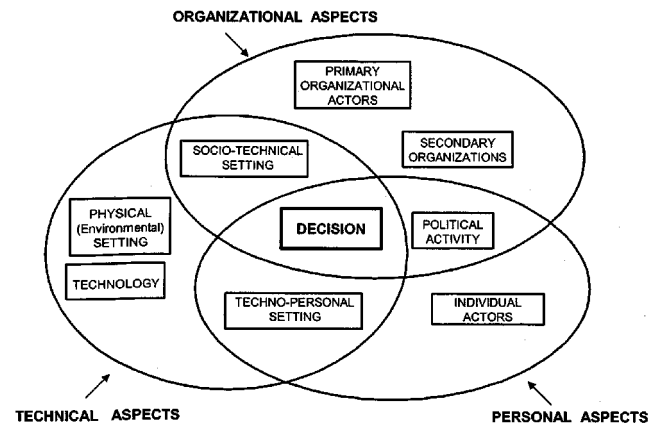 ORGANIZATIONAL ASPECTS
PRIMARY
ORGANIZATIONAL
ACTORS
SECONDARY
ORGANIZATIONS
SOCIO-TECHNICAL
SETTING
PHYSICAL
(Environmental)
SETTING
TECHNOLOGY
DECISION
POLITICAL
ACTIVITY
TECHNO-PERSONAL
SETTING
INDIVIDUAL
ACTORS
TECHNICAL ASPECTS
PERSONAL ASPECTS